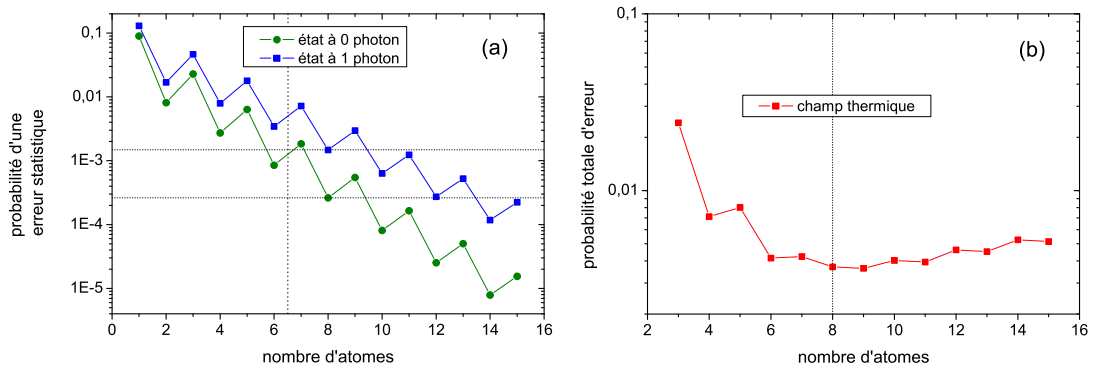 0,1
0,01
1E-3
1E-4
1E-5
probabilité d'une
erreur statistique
état à 0 photon
état à 1 photon
(a)
0 2 4 6 8 10 12 14 16
nombre d'atomes
0,1
0,01
probabilité totale d'erreur
champ thermique
(b)
2 4 6 8 10 12 14 16
nombre d'atomes